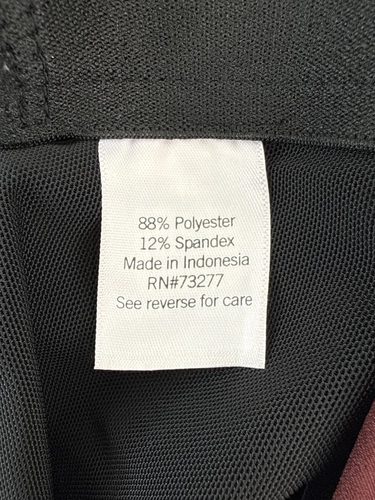 88% Polyester
12% Spandex
Made in Indonesia
RN#73277
See reverse for care